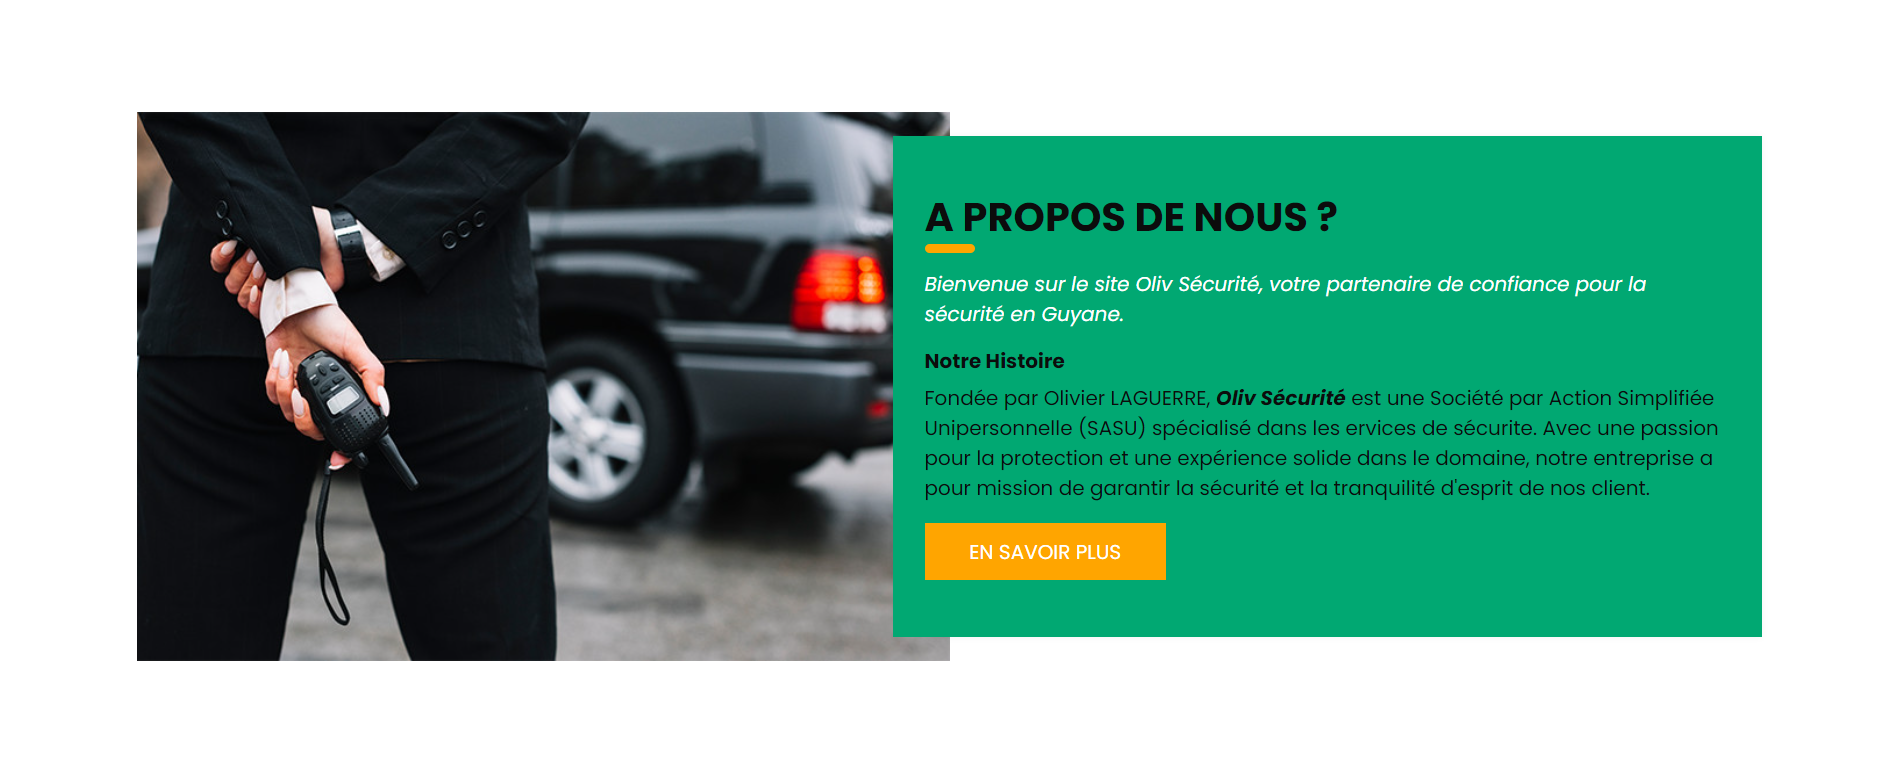 A PROPOS DE NOUS ?
Bienvenue sur le site Oliv Sécurité, votre partenaire de confiance pour la
sécurité en Guyane.
Notre Histoire
Fondée par Olivier LAGUERRE, Oliv Sécurité est une Société par Action Simplifiée
Unipersonnelle (SASU) spécialisé dans les ervices de sécurite. Avec une passion
pour la protection et une expérience solide dans le domaine, notre entreprise a
pour mission de garantir la sécurité et la tranquilité d'esprit de nos client.
EN SAVOIR PLUS